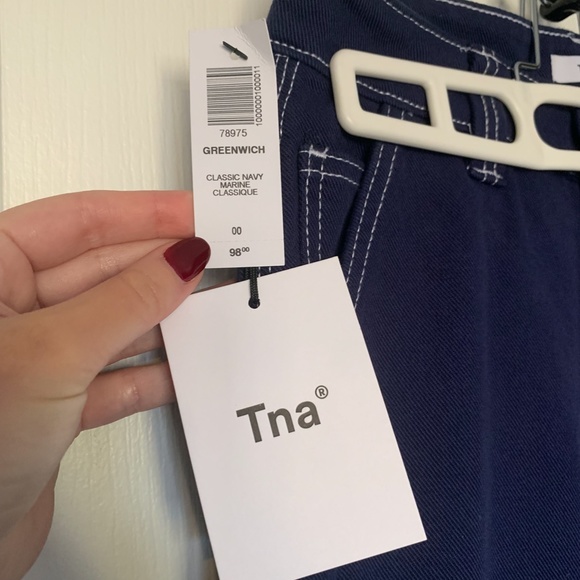 10000001000011
78975
GREENWICH
CLASSIC NAVY
MARINE
CLASSIQUE
00
98⁰⁰
Tna®